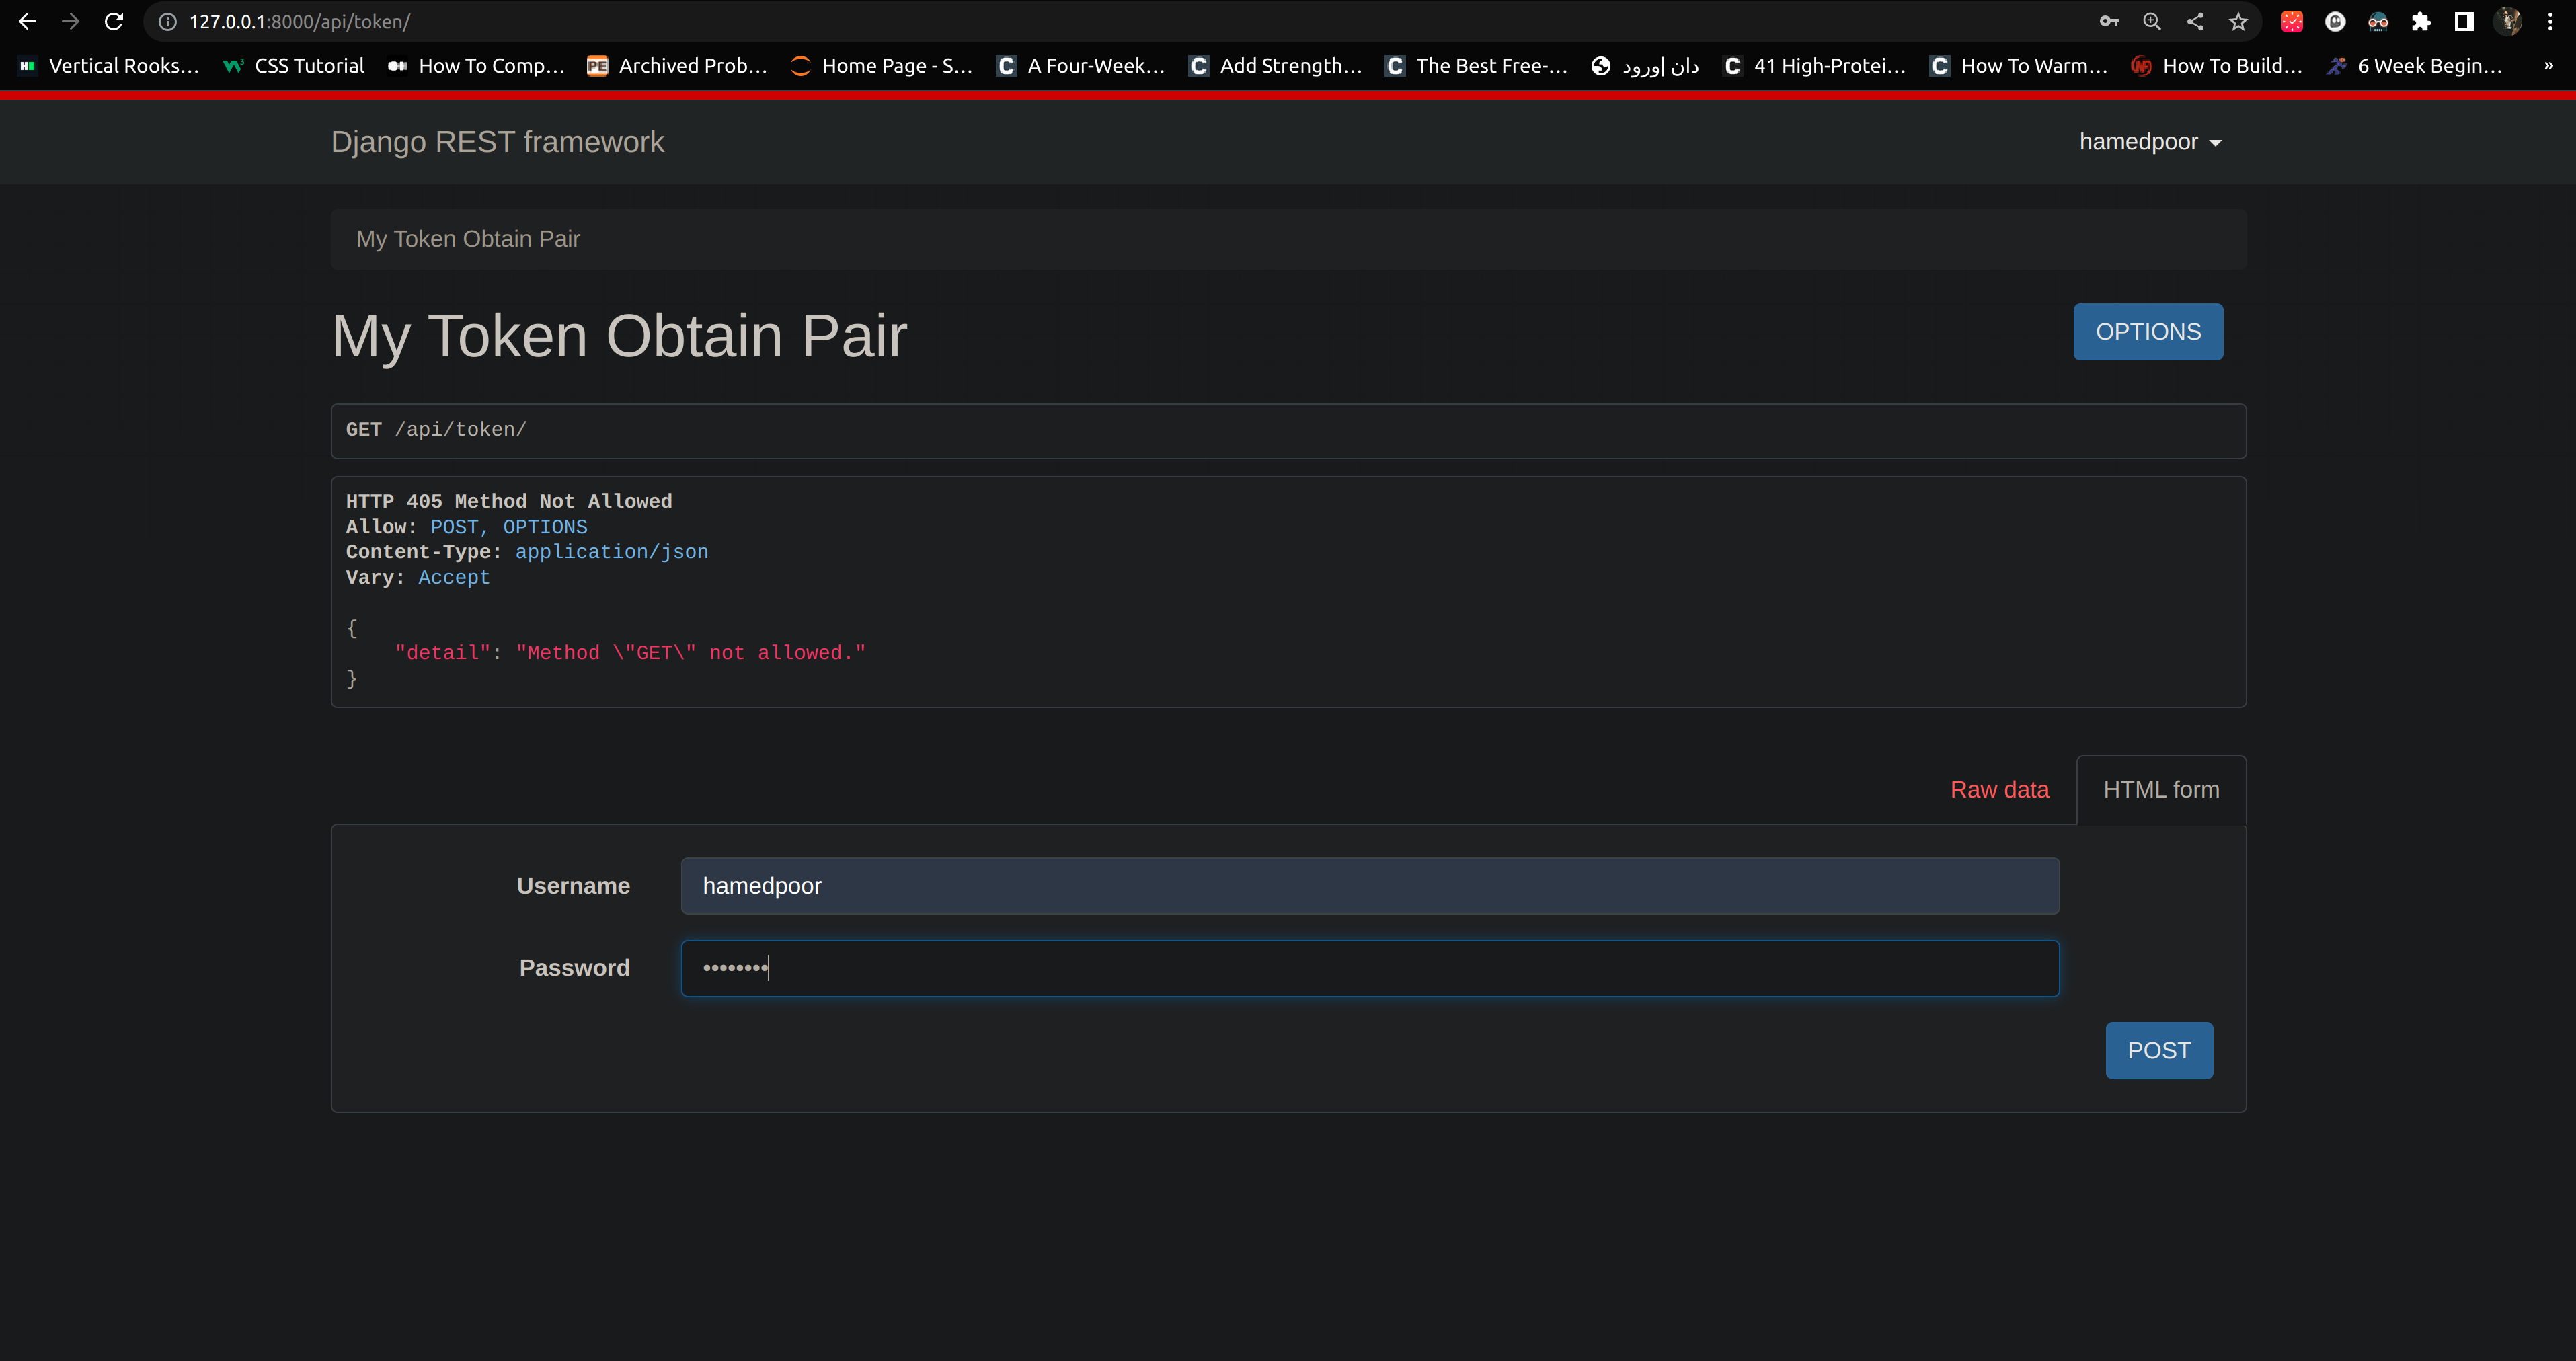 127.0.0.1:8000/api/token/
Vertical Rooks...
CSS Tutorial
How To Comp...
PE Archived Prob...
Home Page - S...
C A Four-Week...
C Add Strength...
C The Best Free-...
دان |ورود
C 41 High-Protei...
C How To Warm...
NF How To Build...
6 Week Begin...
»
Django REST framework
hamedpoor
My Token Obtain Pair
My Token Obtain Pair
OPTIONS
GET /api/token/
HTTP 405 Method Not Allowed
Allow: POST, OPTIONS
Content-Type: application/json
Vary: Accept
{
"detail": "Method \"GET\" not allowed."
}
Raw data
HTML form
Username
hamedpoor
Password
••••••••
POST